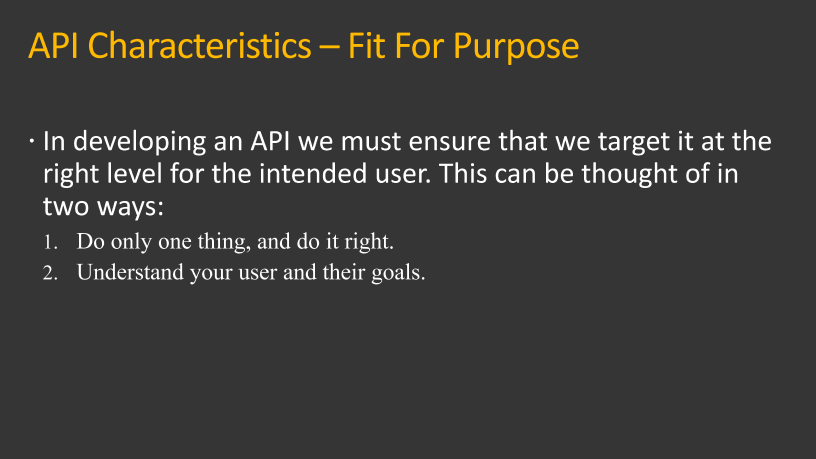 API Characteristics – Fit For Purpose
· In developing an API we must ensure that we target it at the
right level for the intended user. This can be thought of in
two ways:
1. Do only one thing, and do it right.
2. Understand your user and their goals.